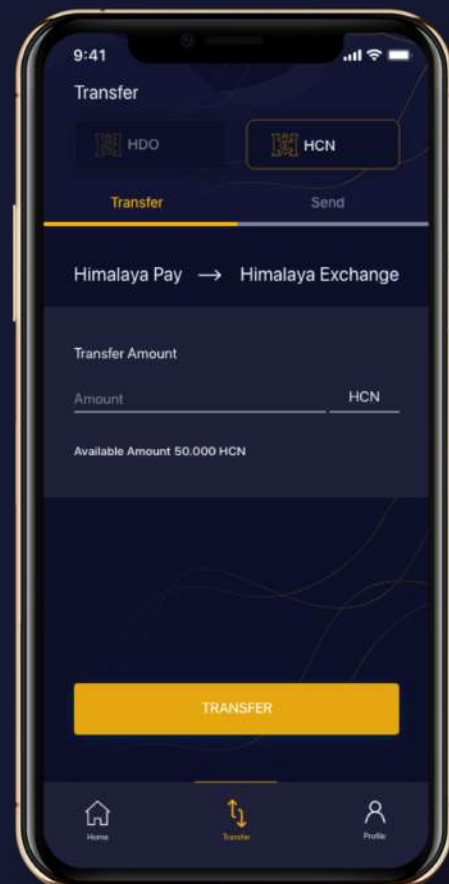 9:41
Transfer
HDO
HCN
Transfer
Send
Himalaya Pay → Himalaya Exchange
Transfer Amount
Amount
HCN
Available Amount 50.000 HCN
TRANSFER
Home
Transfer
Profile